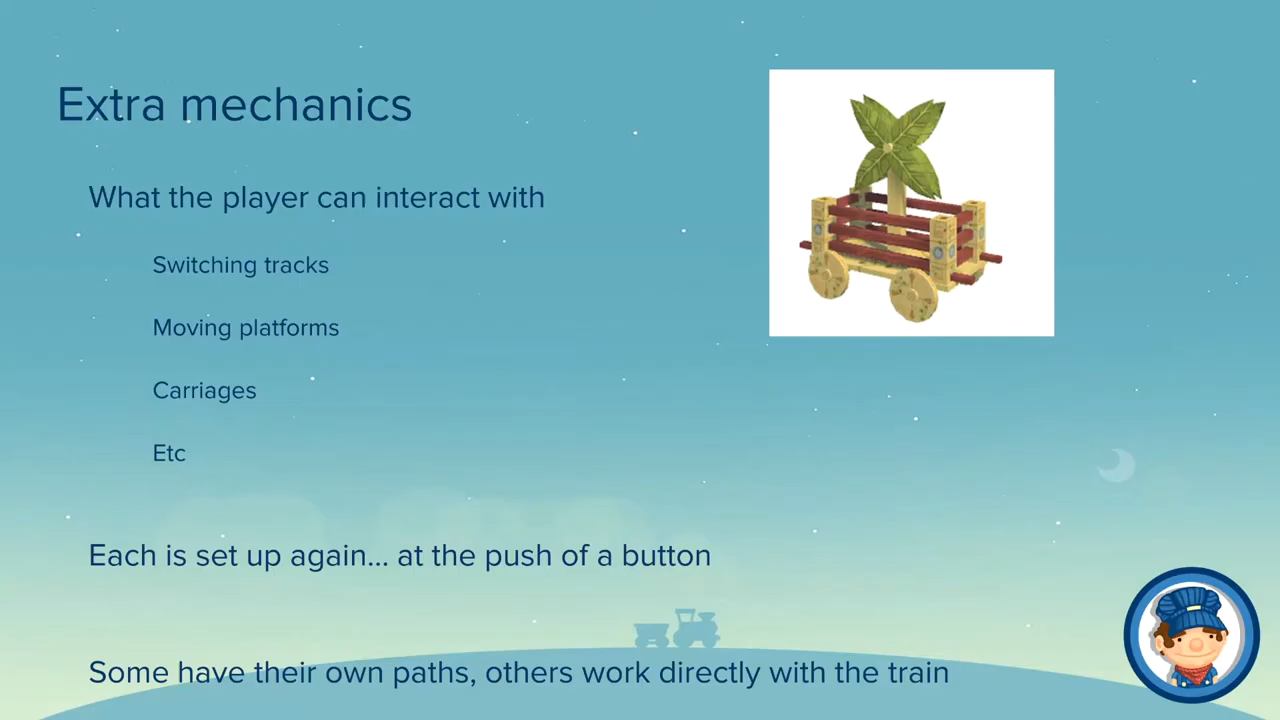 Extra mechanics
What the player can interact with
Switching tracks
Moving platforms
Carriages
Etc
Each is set up again... at the push of a button
Some have their own paths, others work directly with the train